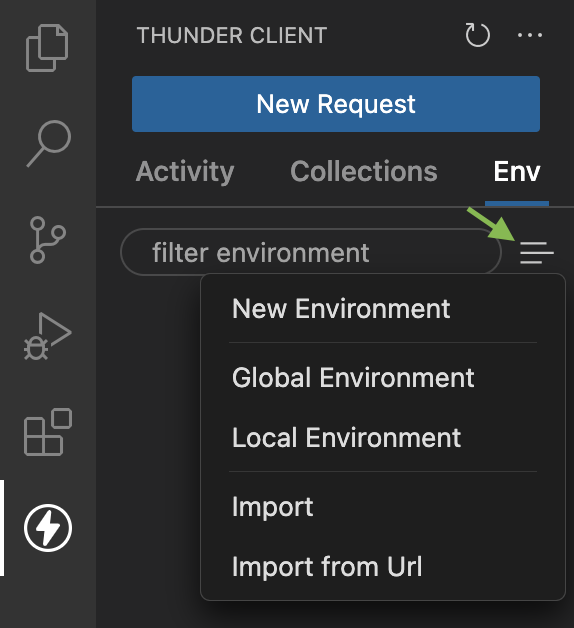 THUNDER CLIENT
New Request
Activity Collections Env
filter environment
New Environment
Global Environment
Local Environment
Import
Import from Url